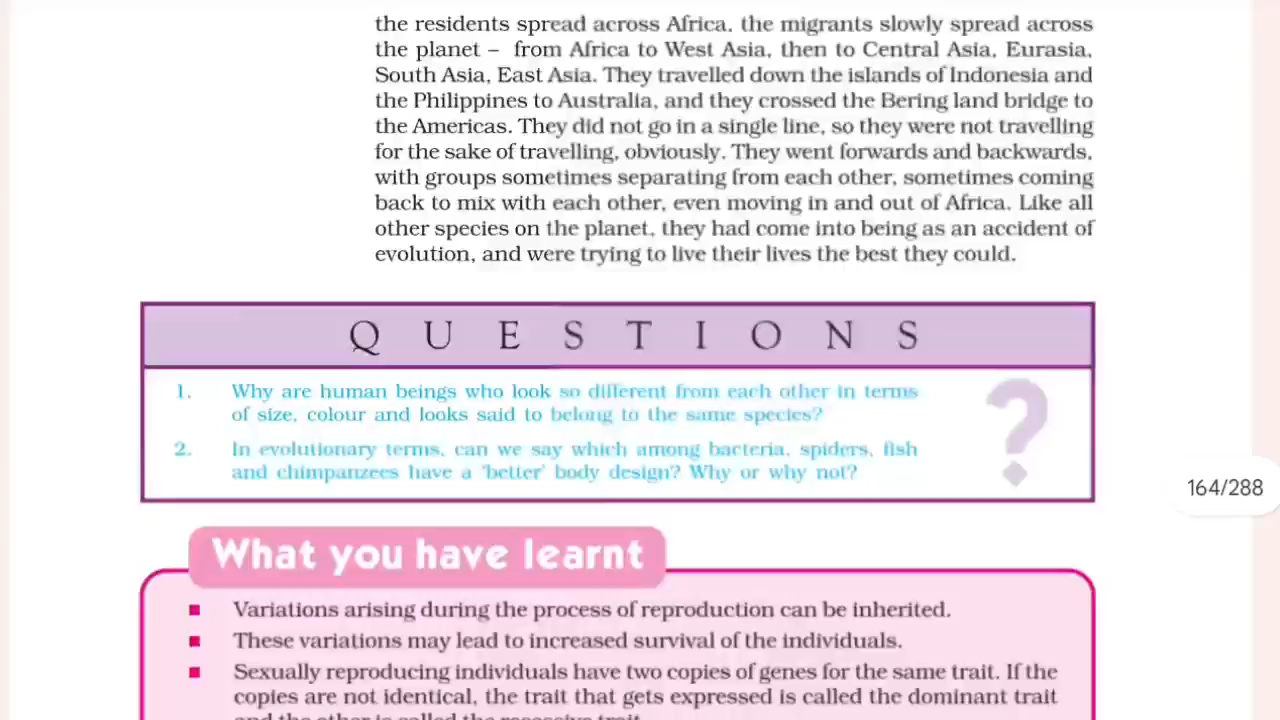 the residents spread across Africa, the migrants slowly spread across
the planet – from Africa to West Asia, then to Central Asia, Eurasia,
South Asia, East Asia. They travelled down the islands of Indonesia and
the Philippines to Australia, and they crossed the Bering land bridge to
the Americas. They did not go in a single line, so they were not travelling
for the sake of travelling, obviously. They went forwards and backwards,
with groups sometimes separating from each other, sometimes coming
back to mix with each other, even moving in and out of Africa. Like all
other species on the planet, they had come into being as an accident of
evolution, and were trying to live their lives the best they could.
QUESTIONS
1. Why are human beings who look so different from each other in terms
of size, colour and looks said to belong to the same species?
2. In evolutionary terms, can we say which among bacteria, spiders, fish
and chimpanzees have a 'better' body design? Why or why not?
?
164/288
What you have learnt
■ Variations arising during the process of reproduction can be inherited.
■ These variations may lead to increased survival of the individuals.
■ Sexually reproducing individuals have two copies of genes for the same trait. If the
copies are not identical, the trait that gets expressed is called the dominant trait
and the other is called the recessive trait.